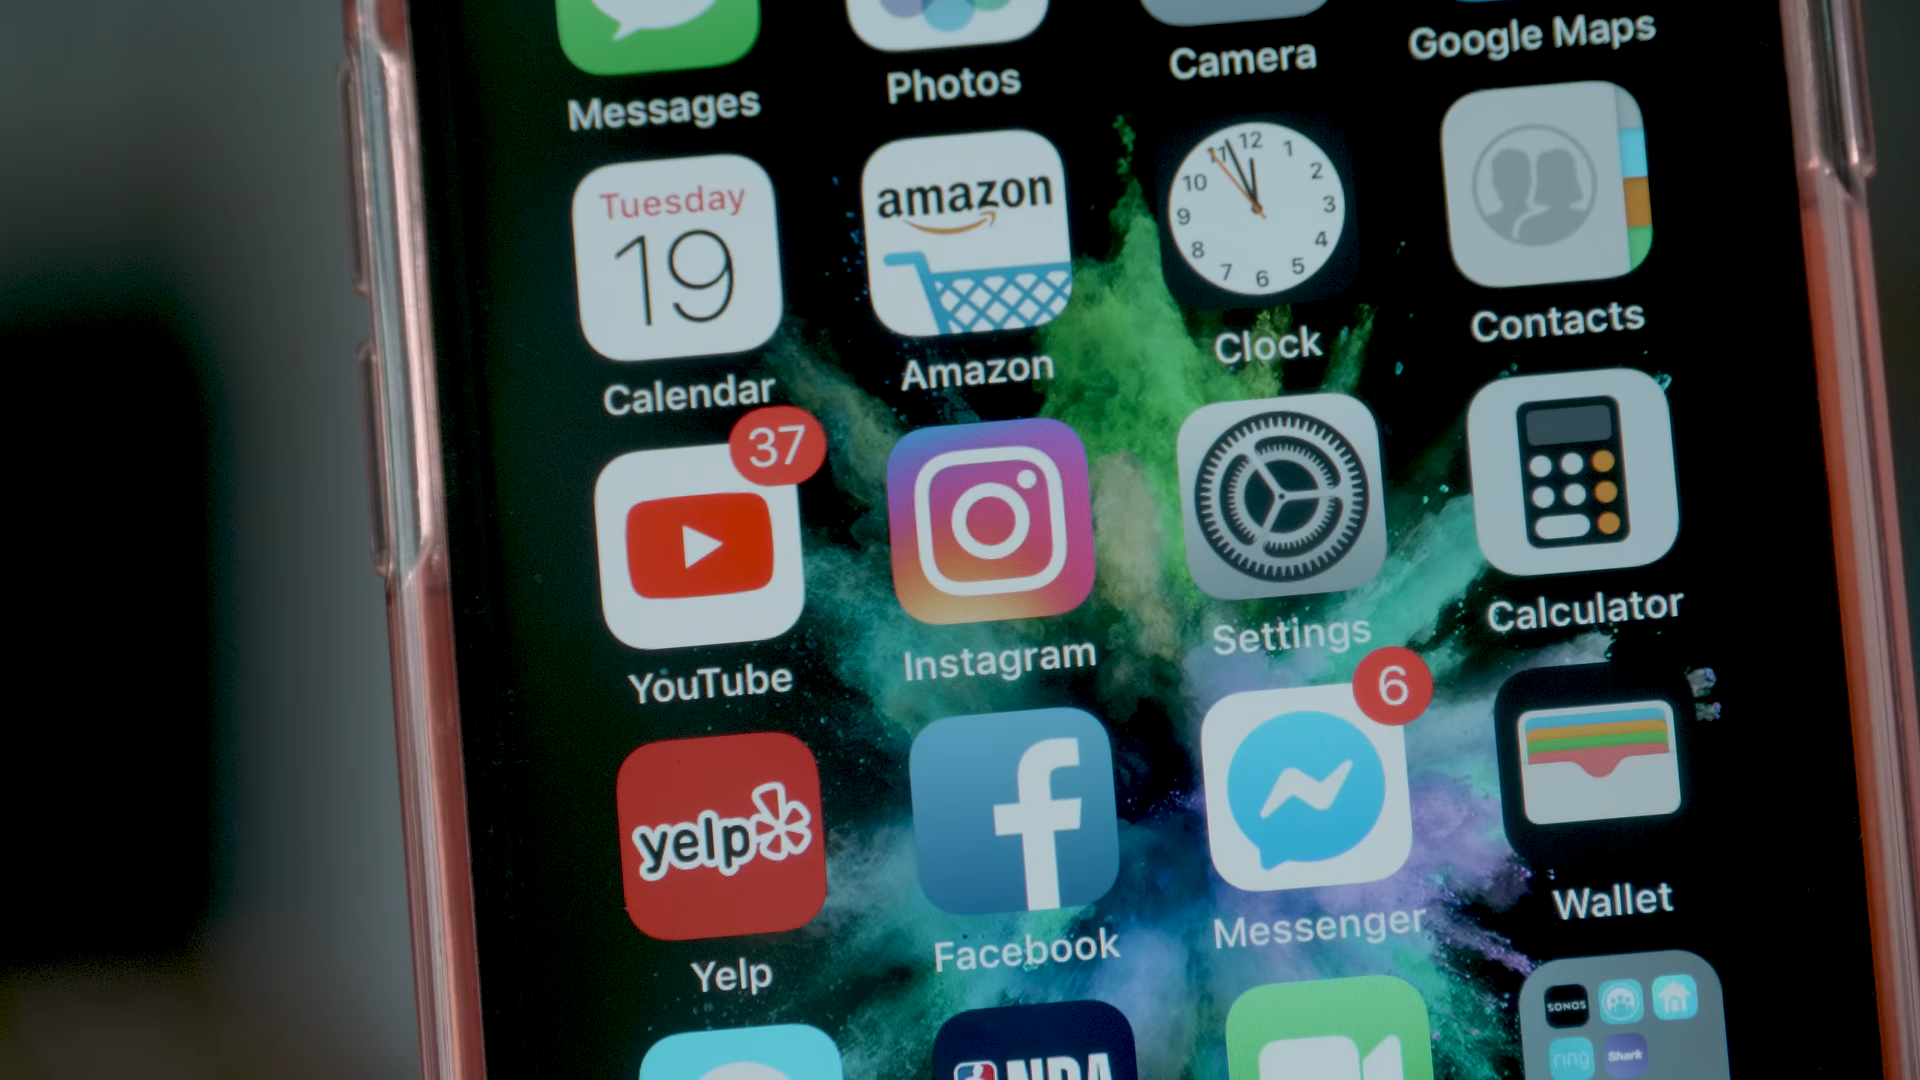 Messages
Photos
Camera
Google Maps
Tuesday
19
Calendar
amazon
Amazon
12
1
2
3
4
5
6
7
8
9
10
11
Clock
Contacts
37
YouTube
Instagram
Settings
Calculator
yelp
Yelp
Facebook
6
Messenger
Wallet
NBA
SONOS
ring
Shark